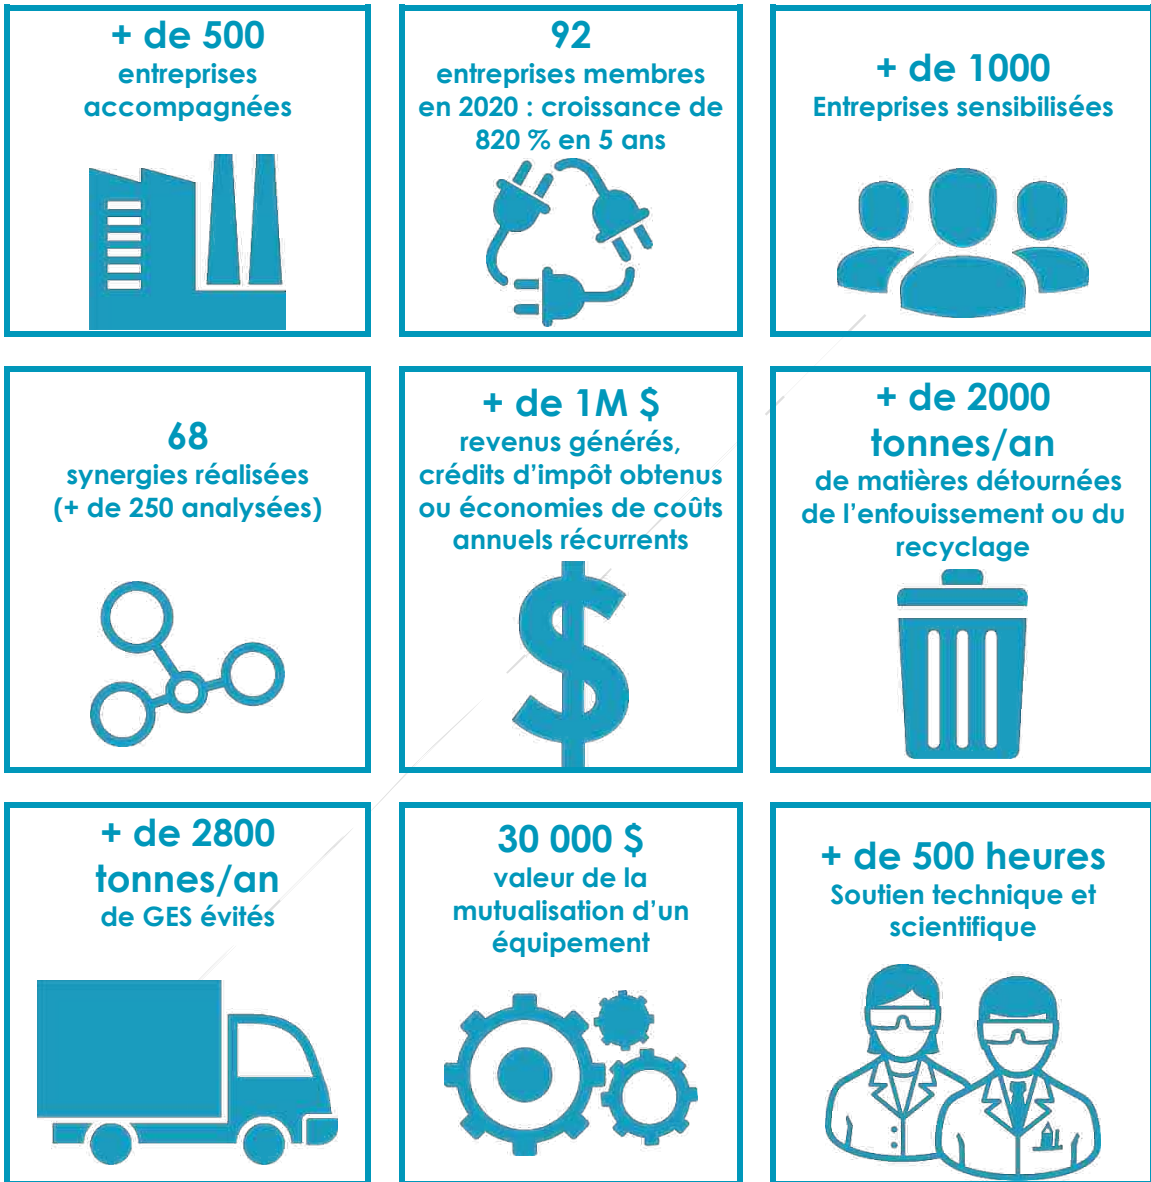 + de 500
entreprises
accompagnées
92
entreprises membres
en 2020 : croissance de
820 % en 5 ans
+ de 1000
Entreprises sensibilisées
68
synergies réalisées
(+ de 250 analysées)
+ de 1M $
revenus générés,
crédits d’impôt obtenus
ou économies de coûts
annuels récurrents
+ de 2000
tonnes/an
de matières détournées
de l’enfouissement ou du
recyclage
+ de 2800
tonnes/an
de GES évités
30 000 $
valeur de la
mutualisation d’un
équipement
+ de 500 heures
Soutien technique et
scientifique